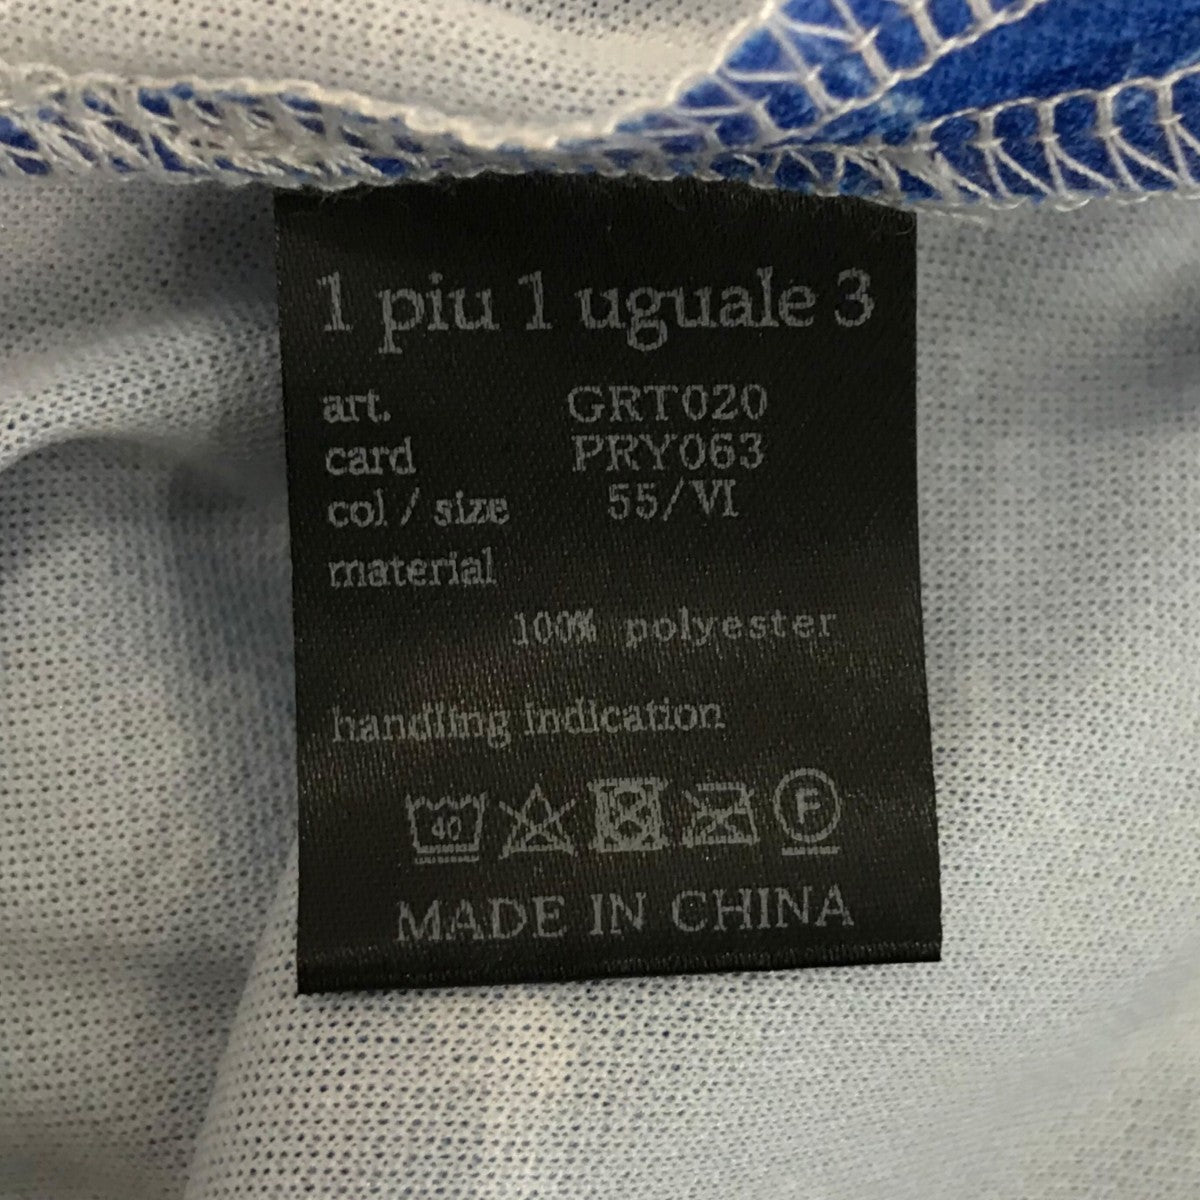 1 piu 1 uguale 3
art. GRT020
card PRY063
col / size 55/VI
material
100% polyester
handling indication
40 F
MADE IN CHINA